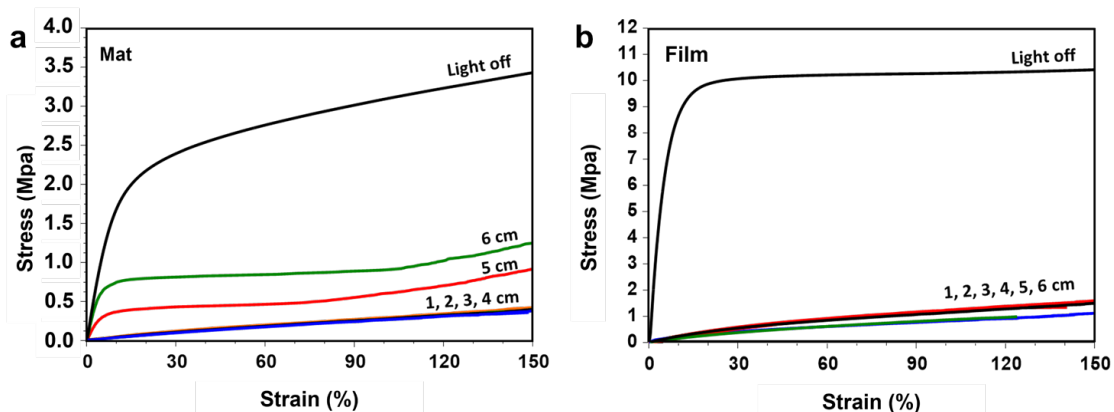 a
Mat
4.0
3.5
3.0
2.5
2.0
1.5
1.0
0.5
0.0
Stress (Mpa)
Light off
6 cm
5 cm
1, 2, 3, 4 cm
0
30
60
90
120
150
Strain (%)
b
Film
12
11
10
9
8
7
6
5
4
3
2
1
0
Stress (Mpa)
Light off
1, 2, 3, 4, 5, 6 cm
0
30
60
90
120
150
Strain (%)